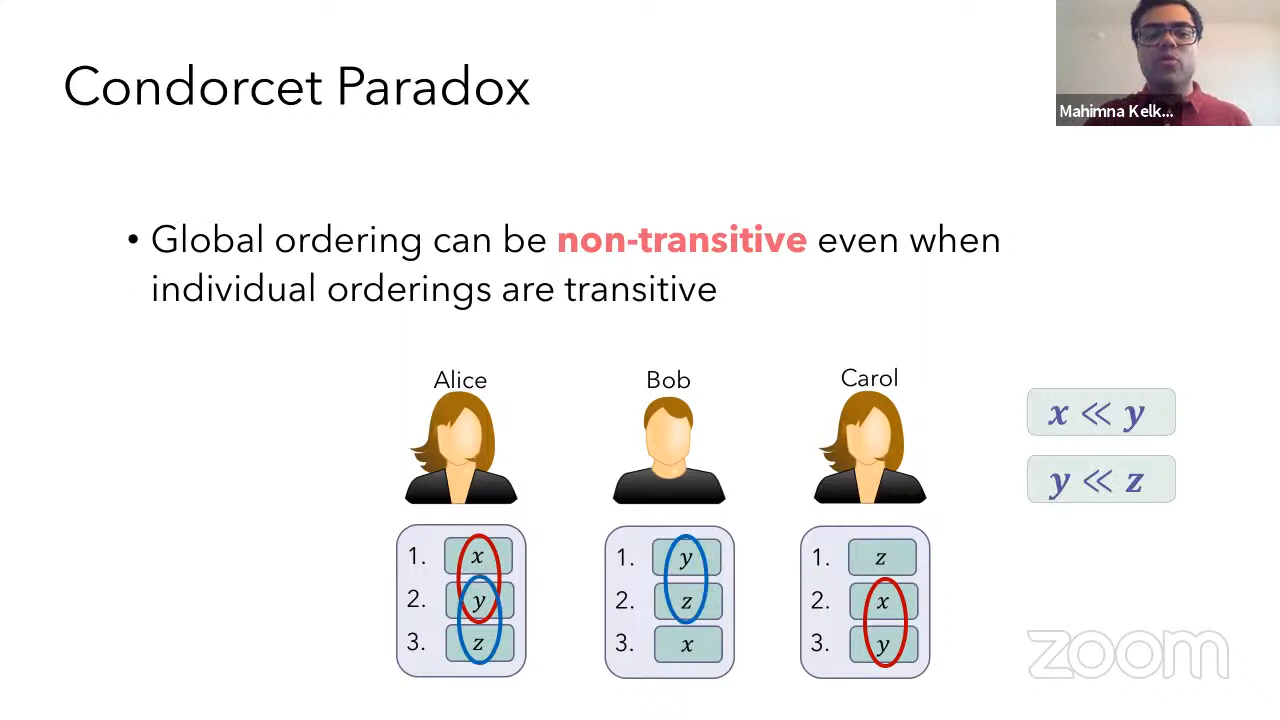 Condorcet Paradox
Mahimna Kelk...
• Global ordering can be non-transitive even when
individual orderings are transitive
Alice
Bob
Carol
x ≪ y
y ≪ z
1. x
2. y
3. z
1. y
2. z
3. x
1. z
2. x
3. y
zoom